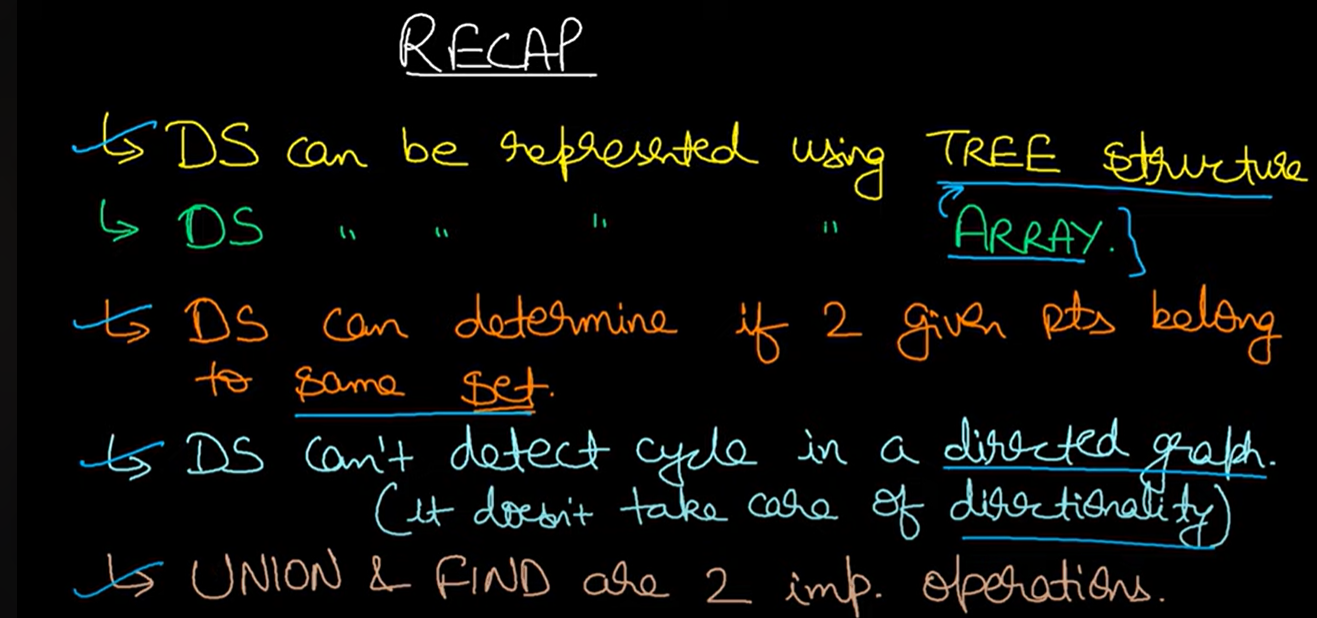 RECAP
↳ DS can be represented using TREE structure
↳ DS " " " " ARRAY.}
↳ DS can determine if 2 given pts belong
to same set.
↳ DS can't detect cycle in a directed graph.
(it doesn't take care of directionality)
↳ UNION & FIND are 2 imp. operations.